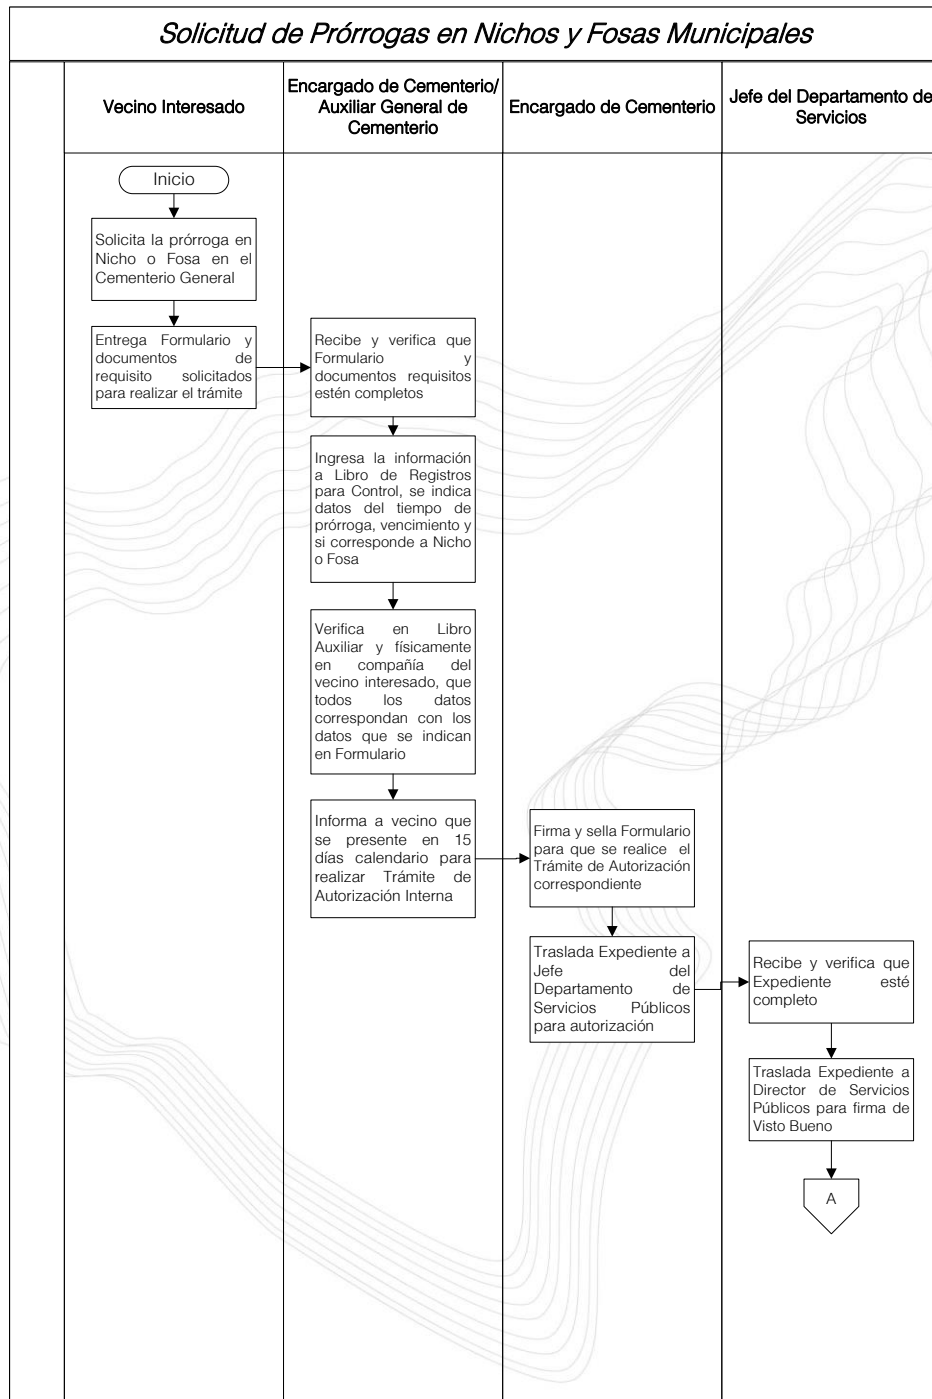 Solicitud de Prórrogas en Nichos y Fosas Municipales
Vecino Interesado
Encargado de Cementerio/
Auxiliar General de
Cementerio
Encargado de Cementerio
Jefe del Departamento de
Servicios
Inicio
Solicita la prórroga en
Nicho o Fosa en el
Cementerio General
Entrega Formulario y
documentos de
requisito solicitados
para realizar el trámite
Recibe y verifica que
Formulario y
documentos requisitos
estén completos
Ingresa la información
a Libro de Registros
para Control, se indica
datos del tiempo de
prórroga, vencimiento y
si corresponde a Nicho
o Fosa
Verifica en Libro
Auxiliar y físicamente
en compañía del
vecino interesado, que
todos los datos
correspondan con los
datos que se indican
en Formulario
Informa a vecino que
se presente en 15
días calendario para
realizar Trámite de
Autorización Interna
Firma y sella Formulario
para que se realice el
Trámite de Autorización
correspondiente
Traslada Expediente a
Jefe del
Departamento de
Servicios Públicos
para autorización
Recibe y verifica que
Expediente esté
completo
Traslada Expediente a
Director de Servicios
Públicos para firma de
Visto Bueno
A